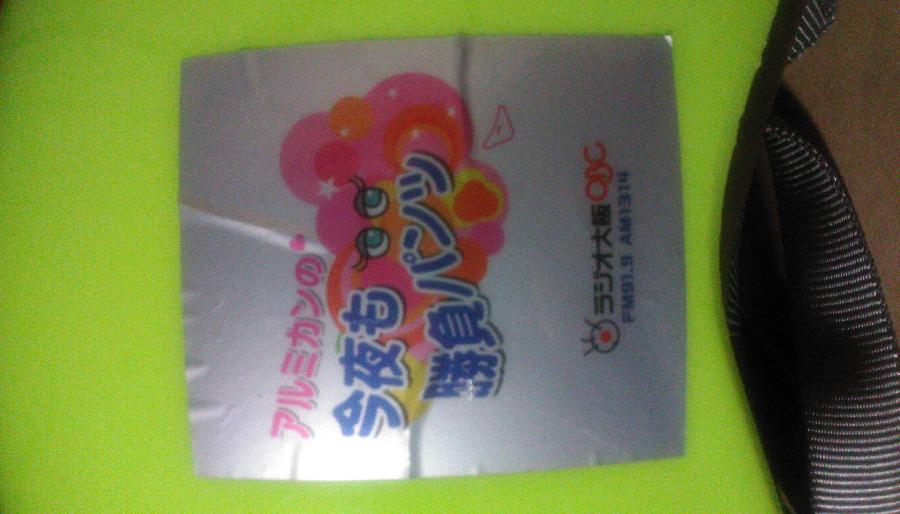 アルミカンの
今夜も
勝負パンツ
ラジオ大阪 OBC
FM91.9 AM1314